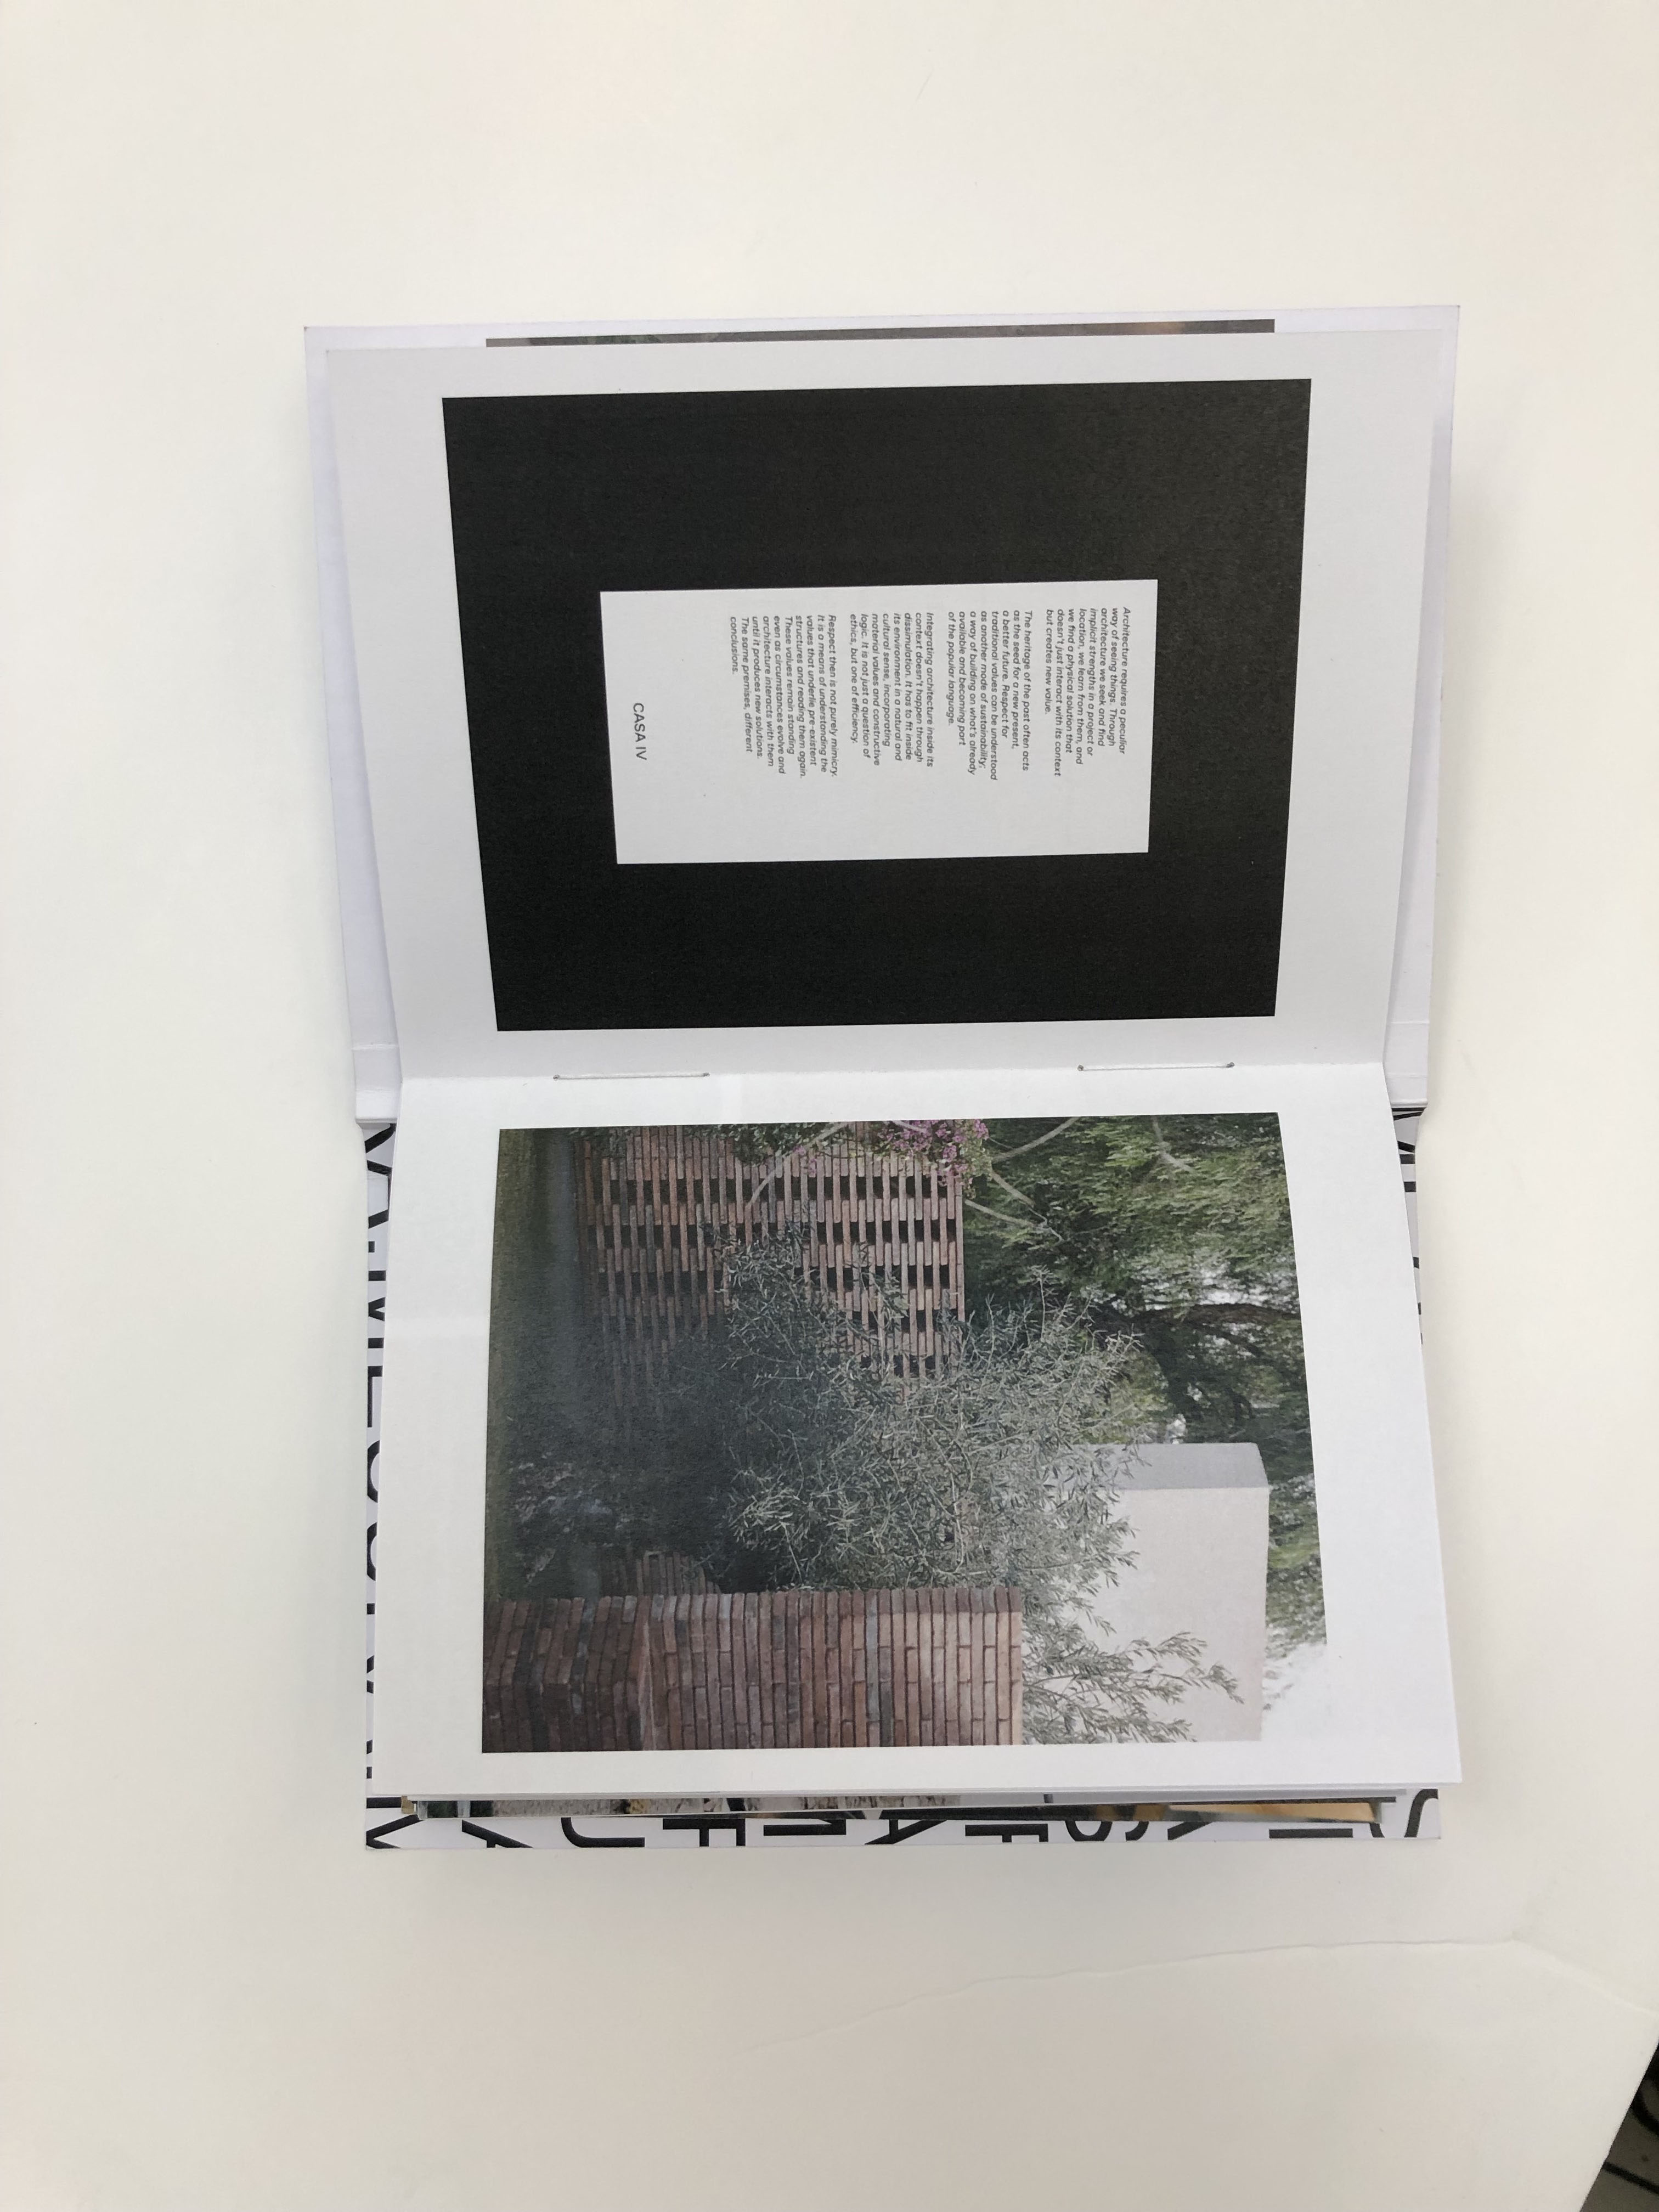 Architecture requires a peculiar
way of seeing things. Through
architecture we seek and find
implicit strengths in a project or
location, we learn from them, and
we find a physical solution that
doesn't just interact with its context
but creates new value.
The heritage of the past often acts
as the seed for a new present,
a better future. Respect for
traditional values can be understood
as another mode of sustainability;
a way of building on what's already
available and becoming part
of the popular language.
Integrating architecture inside its
context doesn't happen through
dissimulation. It has to fit inside
its environment in a natural and
cultural sense, incorporating
material values and constructive
logic. It is not just a question of
ethics, but one of efficiency.
Respect then is not purely mimicry.
It is a means of understanding the
values that underlie pre-existent
structures and reading them again.
These values remain standing
even as circumstances evolve and
architecture interacts with them
until it produces new solutions.
The same premises, different
conclusions.
CASA IV